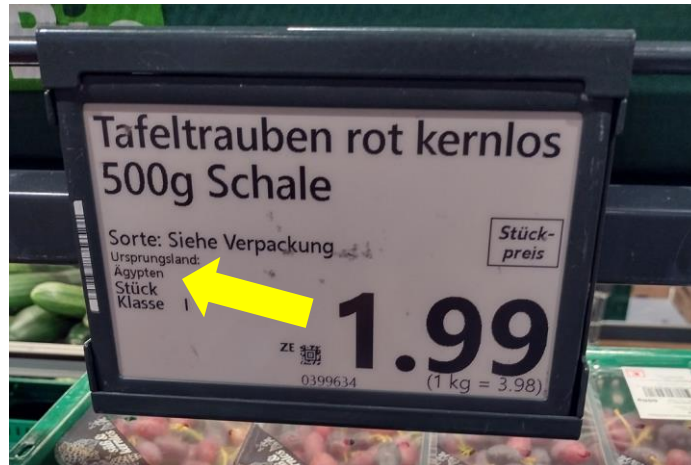 Tafeltrauben rot kernlos
500g Schale
Sorte: Siehe Verpackung
Ursprungsland:
Ägypten
Stück
Klasse I
Stück-
preis
1.99
ZE
0399634
(1 kg = 3.98)